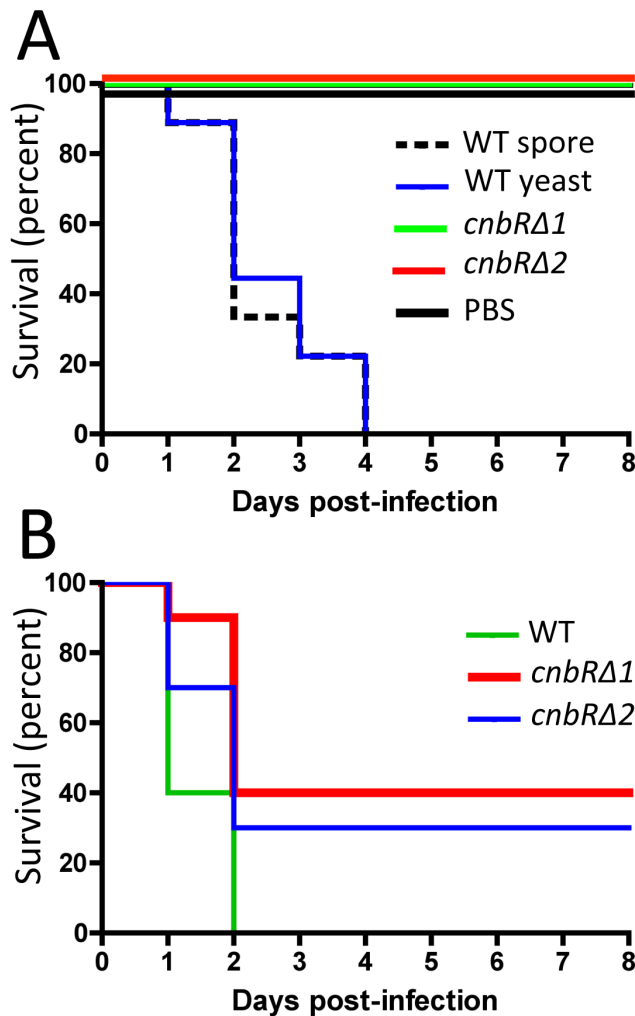 A
100
80
60
40
20
0
Survival (percent)
WT spore
WT yeast
cnbRΔ1
cnbRΔ2
PBS
0 1 2 3 4 5 6 7 8
Days post-infection
B
100
80
60
40
20
0
Survival (percent)
WT
cnbRΔ1
cnbRΔ2
0 1 2 3 4 5 6 7 8
Days post-infection